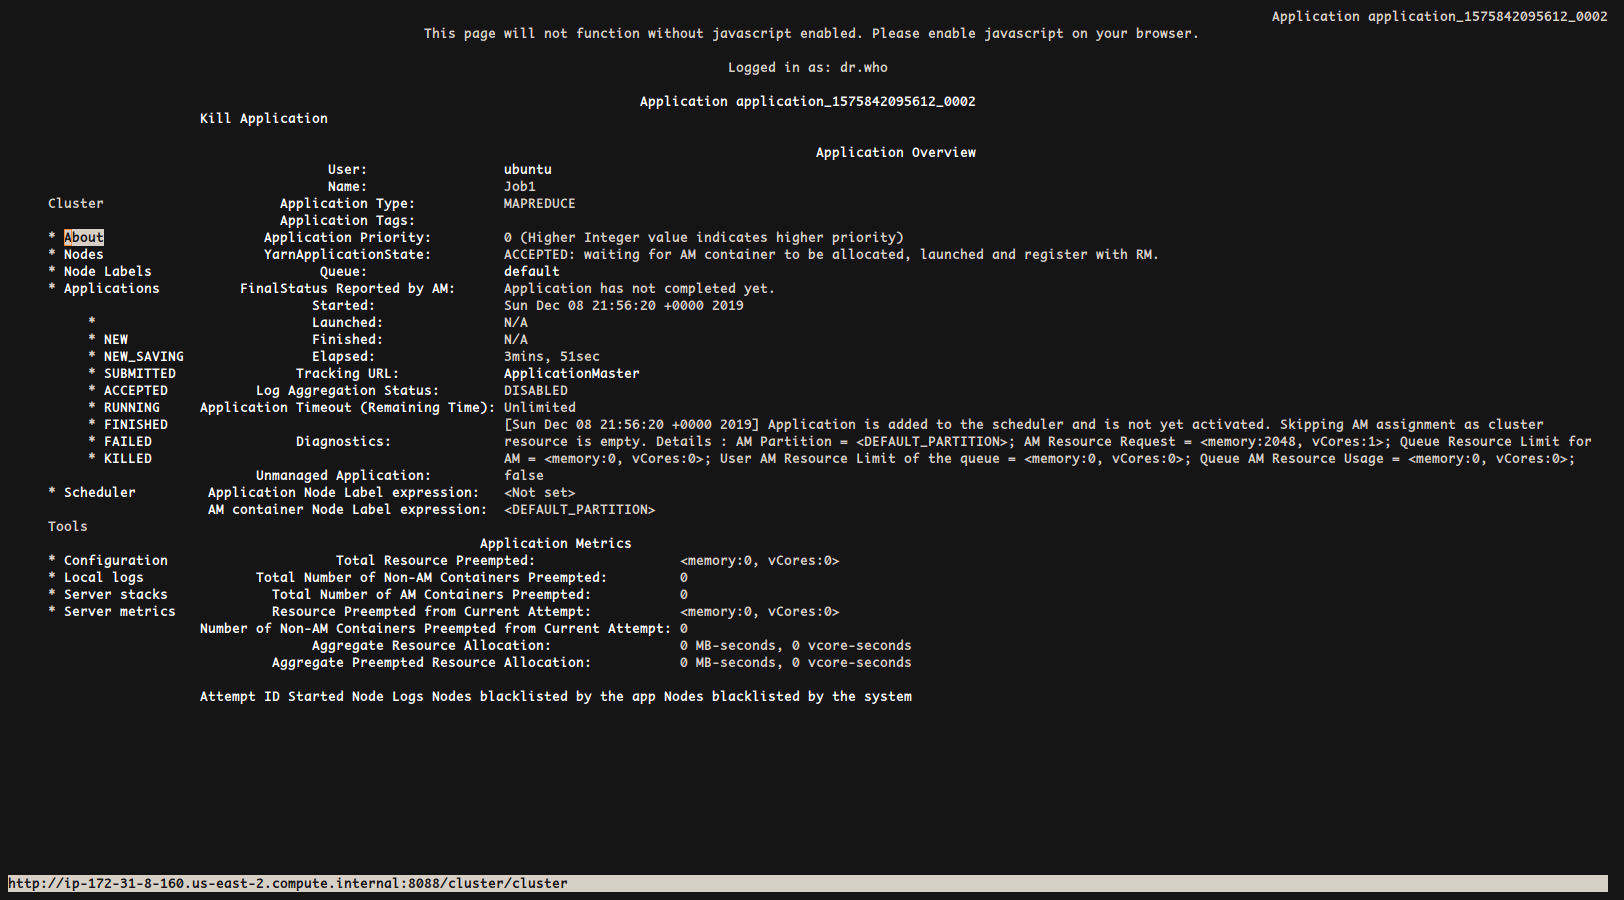 Application application_1575842095612_0002
This page will not function without javascript enabled. Please enable javascript on your browser.
Logged in as: dr.who
Application application_1575842095612_0002
Kill Application
Application Overview
User: ubuntu
Name: Job1
Cluster Application Type: MAPREDUCE
Application Tags:
* About Application Priority: 0 (Higher Integer value indicates higher priority)
* Nodes YarnApplicationState: ACCEPTED: waiting for AM container to be allocated, launched and register with RM.
* Node Labels Queue: default
* Applications FinalStatus Reported by AM: Application has not completed yet.
Started: Sun Dec 08 21:56:20 +0000 2019
* Launched: N/A
* NEW Finished: N/A
* NEW_SAVING Elapsed: 3mins, 51sec
* SUBMITTED Tracking URL: ApplicationMaster
* ACCEPTED Log Aggregation Status: DISABLED
* RUNNING Application Timeout (Remaining Time): Unlimited
* FINISHED [Sun Dec 08 21:56:20 +0000 2019] Application is added to the scheduler and is not yet activated. Skipping AM assignment as cluster
* FAILED Diagnostics: resource is empty. Details : AM Partition = <DEFAULT_PARTITION>; AM Resource Request = <memory:2048, vCores:1>; Queue Resource Limit for
* KILLED AM = <memory:0, vCores:0>; User AM Resource Limit of the queue = <memory:0, vCores:0>; Queue AM Resource Usage = <memory:0, vCores:0>;
Unmanaged Application: false
* Scheduler Application Node Label expression: <Not set>
AM container Node Label expression: <DEFAULT_PARTITION>
Tools
Application Metrics
* Configuration Total Resource Preempted: <memory:0, vCores:0>
* Local logs Total Number of Non-AM Containers Preempted: 0
* Server stacks Total Number of AM Containers Preempted: 0
* Server metrics Resource Preempted from Current Attempt: <memory:0, vCores:0>
Number of Non-AM Containers Preempted from Current Attempt: 0
Aggregate Resource Allocation: 0 MB-seconds, 0 vcore-seconds
Aggregate Preempted Resource Allocation: 0 MB-seconds, 0 vcore-seconds
Attempt ID Started Node Logs Nodes blacklisted by the app Nodes blacklisted by the system
http://ip-172-31-8-160.us-east-2.compute.internal:8088/cluster/cluster